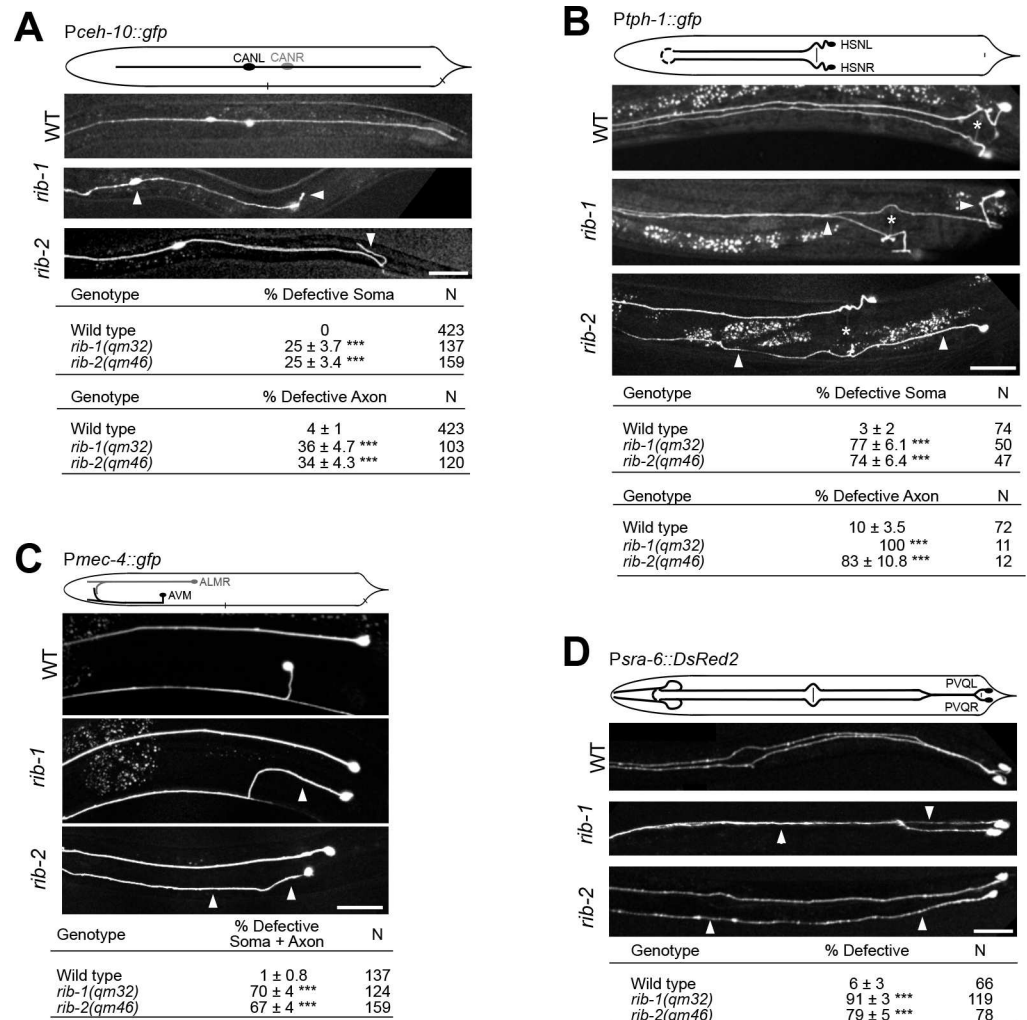 A
Pceh-10::gfp
CANL CANR
WT
rib-1
rib-2
Genotype % Defective Soma N
Wild type 0 423
rib-1(qm32) 25 ± 3.7 *** 137
rib-2(qm46) 25 ± 3.4 *** 159
Genotype % Defective Axon N
Wild type 4 ± 1 423
rib-1(qm32) 36 ± 4.7 *** 103
rib-2(qm46) 34 ± 4.3 *** 120
B
Ptph-1::gfp
HSNL
HSNR
WT
*
rib-1
*
rib-2
*
Genotype % Defective Soma N
Wild type 3 ± 2 74
rib-1(qm32) 77 ± 6.1 *** 50
rib-2(qm46) 74 ± 6.4 *** 47
Genotype % Defective Axon N
Wild type 10 ± 3.5 72
rib-1(qm32) 100 *** 11
rib-2(qm46) 83 ± 10.8 *** 12
C
Pmec-4::gfp
ALMR
AVM
WT
rib-1
rib-2
Genotype % Defective Soma + Axon N
Wild type 1 ± 0.8 137
rib-1(qm32) 70 ± 4 *** 124
rib-2(qm46) 67 ± 4 *** 159
D
Psra-6::DsRed2
PVQL
PVQR
WT
rib-1
rib-2
Genotype % Defective N
Wild type 6 ± 3 66
rib-1(qm32) 91 ± 3 *** 119
rib-2(qm46) 79 ± 5 *** 78